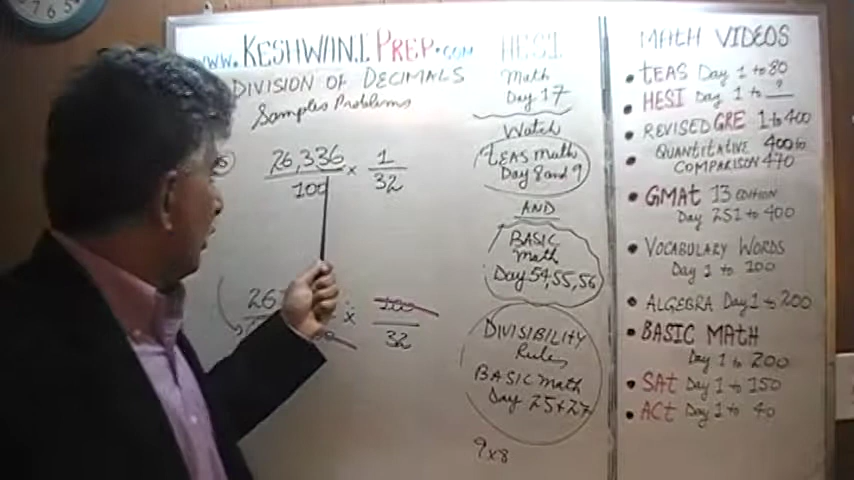 www.KESHWANI PREP.com
DIVISION OF DECIMALS
Samples Problems
26,336 x 1
100 32
26
x 100
32
HESI
Math
Day 17
Watch
TEAS Math
Day 8 and 9
AND
BASIC
Math
Day 54,55,56
DIVISIBILITY
Rules
BASIC Math
Day 25+27
9x8
MATH VIDEOS
• TEAS Day 1 to 80
• HESI Day 1 to ?
• REVISED GRE 1 to 400
• QUANTITATIVE 400 to
COMPARISON 470
• GMAT 13 EDITION
Day 251 to 400
• VOCABULARY WORDS
Day 1 to 100
• ALGEBRA Day 1 to 200
• BASIC MATH
Day 1 to 200
• SAT Day 1 to 150
• ACT Day 1 to 40